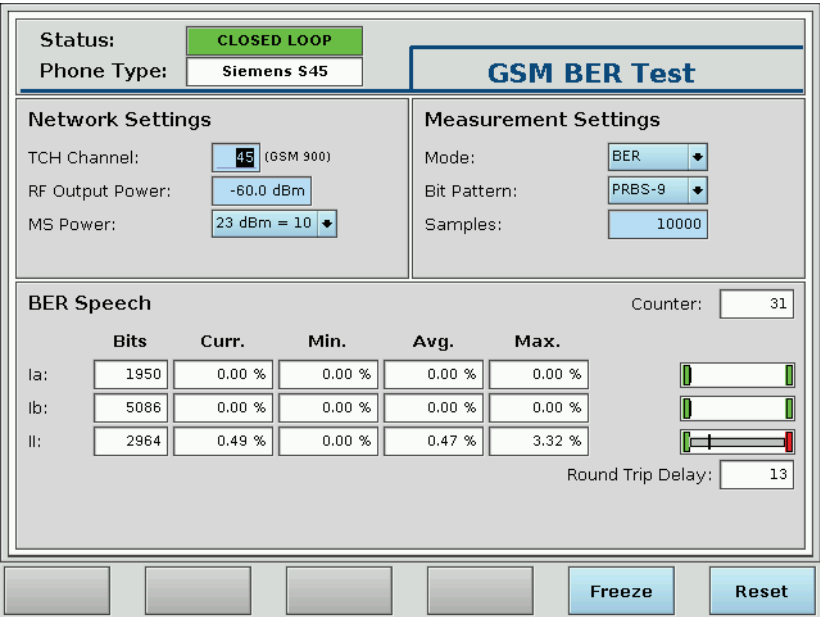 Status: CLOSED LOOP
Phone Type: Siemens S45
GSM BER Test
Network Settings
TCH Channel: 45 (GSM 900)
RF Output Power: -60.0 dBm
MS Power: 23 dBm = 10
Measurement Settings
Mode: BER
Bit Pattern: PRBS-9
Samples: 10000
BER Speech
Counter: 31
Bits Curr. Min. Avg. Max.
Ia: 1950 0.00 % 0.00 % 0.00 % 0.00 %
Ib: 5086 0.00 % 0.00 % 0.00 % 0.00 %
II: 2964 0.49 % 0.00 % 0.47 % 3.32 %
Round Trip Delay: 13
Freeze Reset